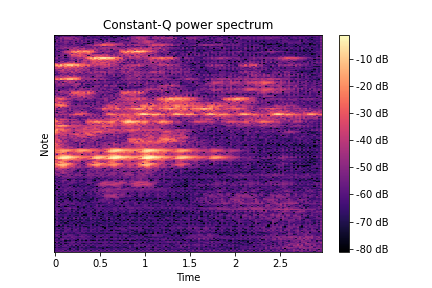 Constant-Q power spectrum
Note
0
0.5
1
1.5
2
2.5
Time
-10 dB
-20 dB
-30 dB
-40 dB
-50 dB
-60 dB
-70 dB
-80 dB